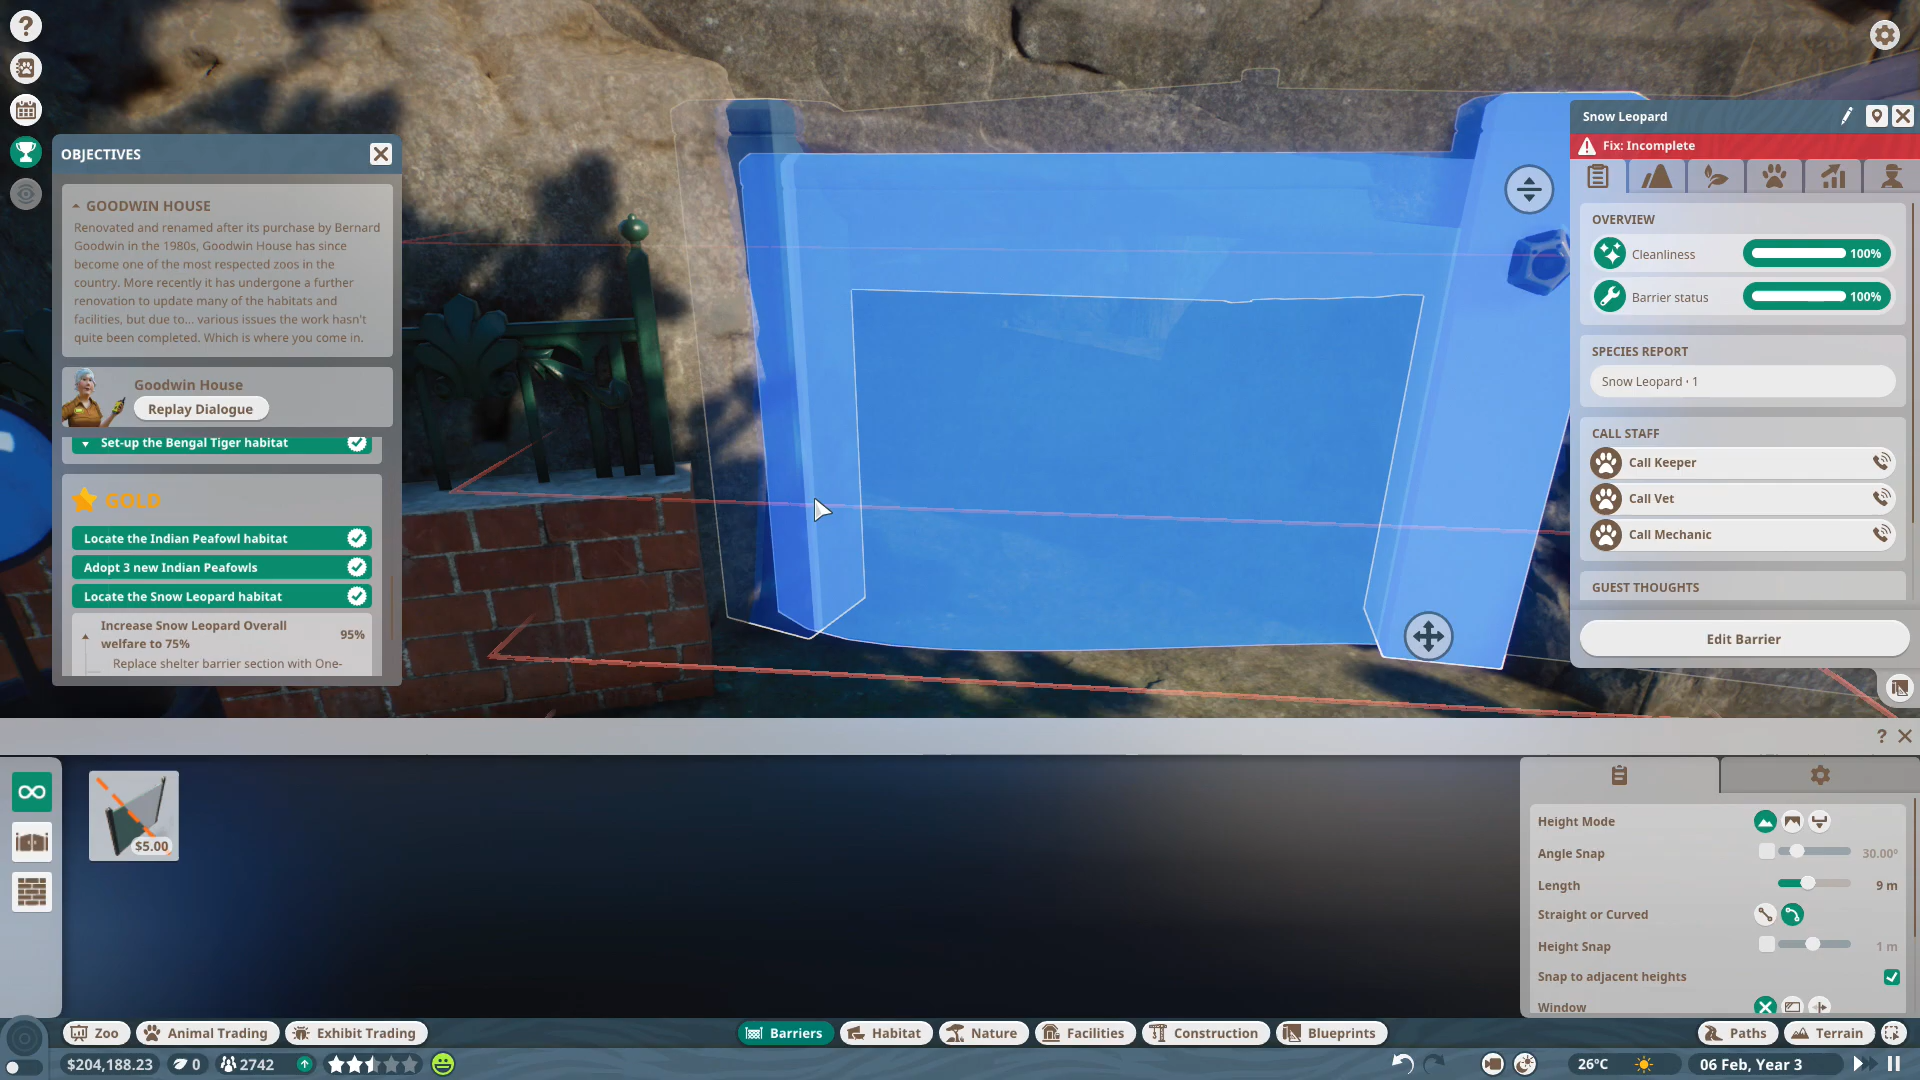 ?
OBJECTIVES
GOODWIN HOUSE
Renovated and renamed after its purchase by Bernard
Goodwin in the 1980s, Goodwin House has since
become one of the most respected zoos in the
country. More recently it has undergone a further
renovation to update many of the habitats and
facilities, but due to... various issues the work hasn't
quite been completed. Which is where you come in.
Goodwin House
Replay Dialogue
Set-up the Bengal Tiger habitat
GOLD
Locate the Indian Peafowl habitat
Adopt 3 new Indian Peafowls
Locate the Snow Leopard habitat
Increase Snow Leopard Overall
welfare to 75%
95%
Replace shelter barrier section with One-
Snow Leopard
Fix: Incomplete
OVERVIEW
Cleanliness 100%
Barrier status 100%
SPECIES REPORT
Snow Leopard • 1
CALL STAFF
Call Keeper
Call Vet
Call Mechanic
GUEST THOUGHTS
Edit Barrier
?
$5.00
Height Mode
Angle Snap 30.00°
Length 9 m
Straight or Curved
Height Snap 1 m
Snap to adjacent heights
Window
Zoo Animal Trading Exhibit Trading Barriers Habitat Nature Facilities Construction Blueprints Paths Terrain
$204,188.23 0 2742 26°C 06 Feb, Year 3